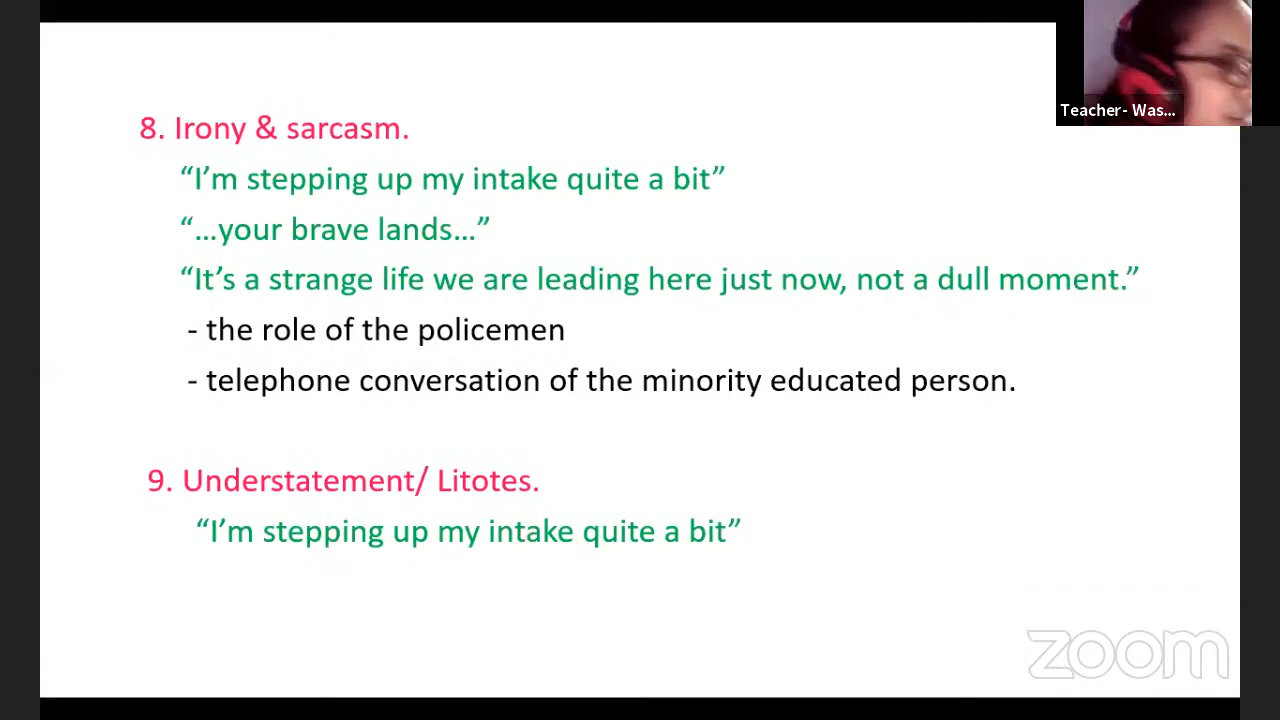 8. Irony & sarcasm.
“I’m stepping up my intake quite a bit”
“…your brave lands…”
“It’s a strange life we are leading here just now, not a dull moment.”
- the role of the policemen
- telephone conversation of the minority educated person.
9. Understatement/ Litotes.
“I’m stepping up my intake quite a bit”
Teacher- Was...
zoom